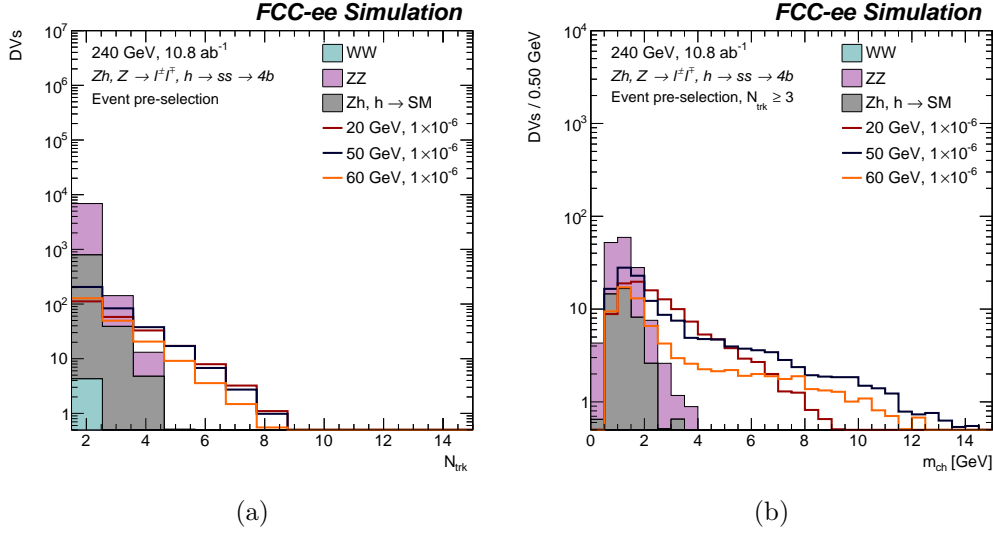 FCC-ee Simulation
DVs
10⁷
10⁶
10⁵
10⁴
10³
10²
10
1
240 GeV, 10.8 ab⁻¹
Zh, Z → l±l∓, h → ss → 4b
Event pre-selection
WW
ZZ
Zh, h → SM
20 GeV, 1×10⁻⁶
50 GeV, 1×10⁻⁶
60 GeV, 1×10⁻⁶
2 4 6 8 10 12 14
N_trk
(a)
FCC-ee Simulation
DVs / 0.50 GeV
10⁴
10³
10²
10
1
240 GeV, 10.8 ab⁻¹
Zh, Z → l±l∓, h → ss → 4b
Event pre-selection, N_trk ≥ 3
WW
ZZ
Zh, h → SM
20 GeV, 1×10⁻⁶
50 GeV, 1×10⁻⁶
60 GeV, 1×10⁻⁶
0 2 4 6 8 10 12 14
m_ch [GeV]
(b)